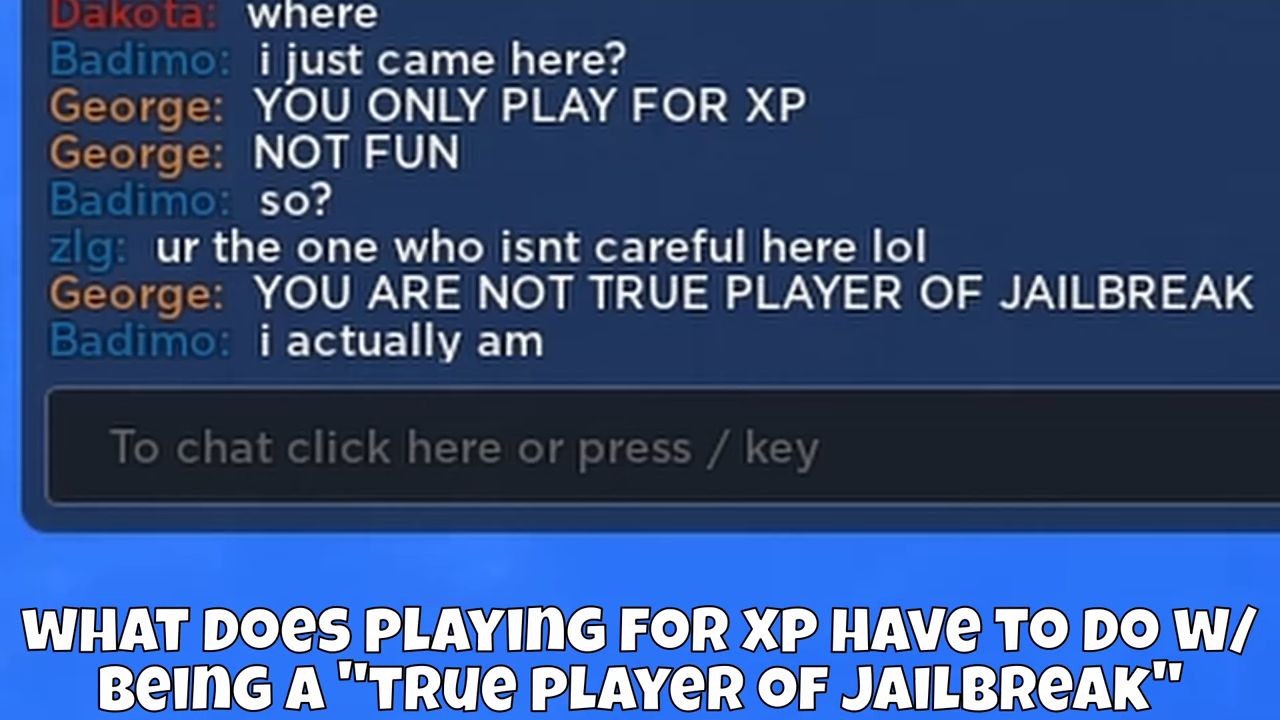 Dakota: where
Badimo: i just came here?
George: YOU ONLY PLAY FOR XP
George: NOT FUN
Badimo: so?
zlg: ur the one who isnt careful here lol
George: YOU ARE NOT TRUE PLAYER OF JAILBREAK
Badimo: i actually am
To chat click here or press / key
WHAT DOES PLAYING FOR XP HAVE TO DO W/
BEING A "TRUE PLAYER OF JAILBREAK"